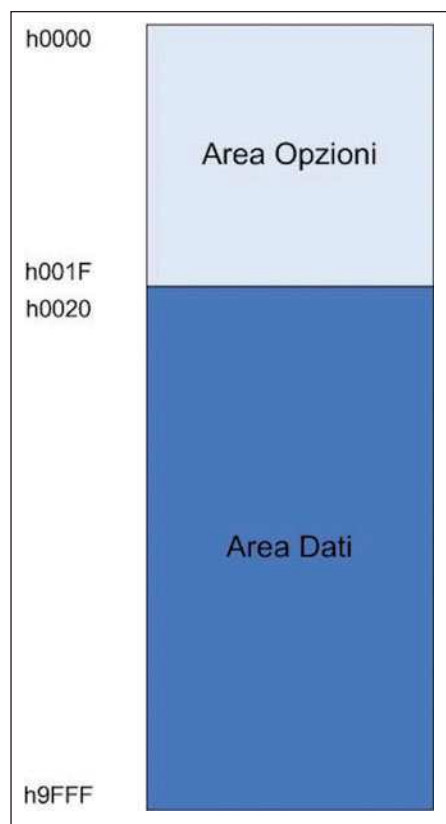 h0000
Area Opzioni
h001F
h0020
Area Dati
h9FFF